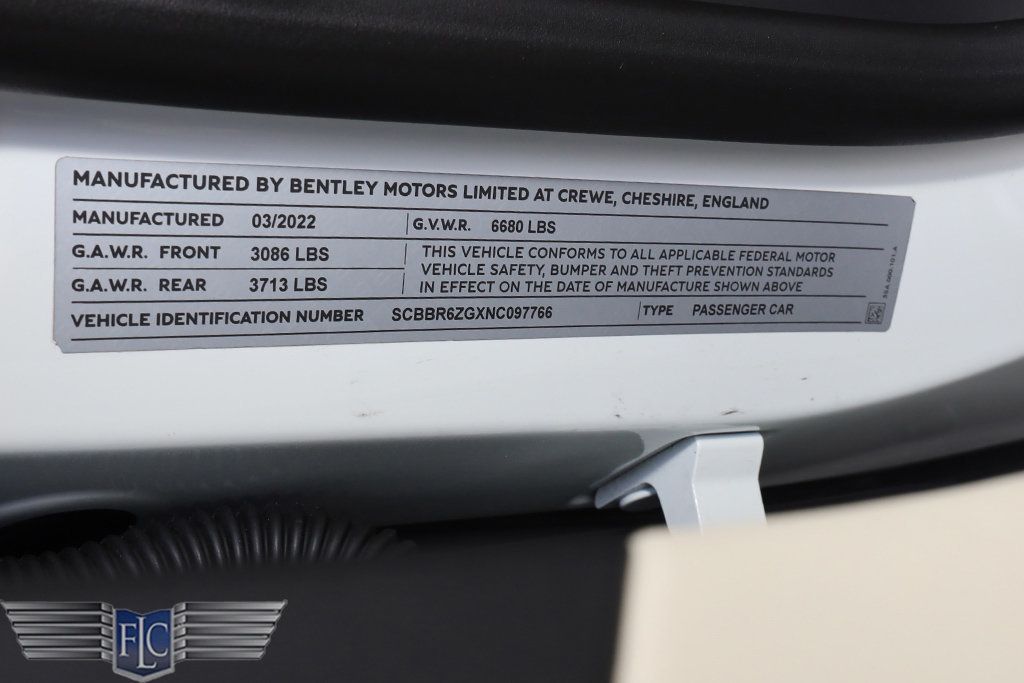 MANUFACTURED BY BENTLEY MOTORS LIMITED AT CREWE, CHESHIRE, ENGLAND
MANUFACTURED 03/2022 G.V.W.R. 6680 LBS
G.A.W.R. FRONT 3086 LBS
G.A.W.R. REAR 3713 LBS
THIS VEHICLE CONFORMS TO ALL APPLICABLE FEDERAL MOTOR
VEHICLE SAFETY, BUMPER AND THEFT PREVENTION STANDARDS
IN EFFECT ON THE DATE OF MANUFACTURE SHOWN ABOVE
VEHICLE IDENTIFICATION NUMBER SCBBR6ZGXNC097766 TYPE PASSENGER CAR
FLC